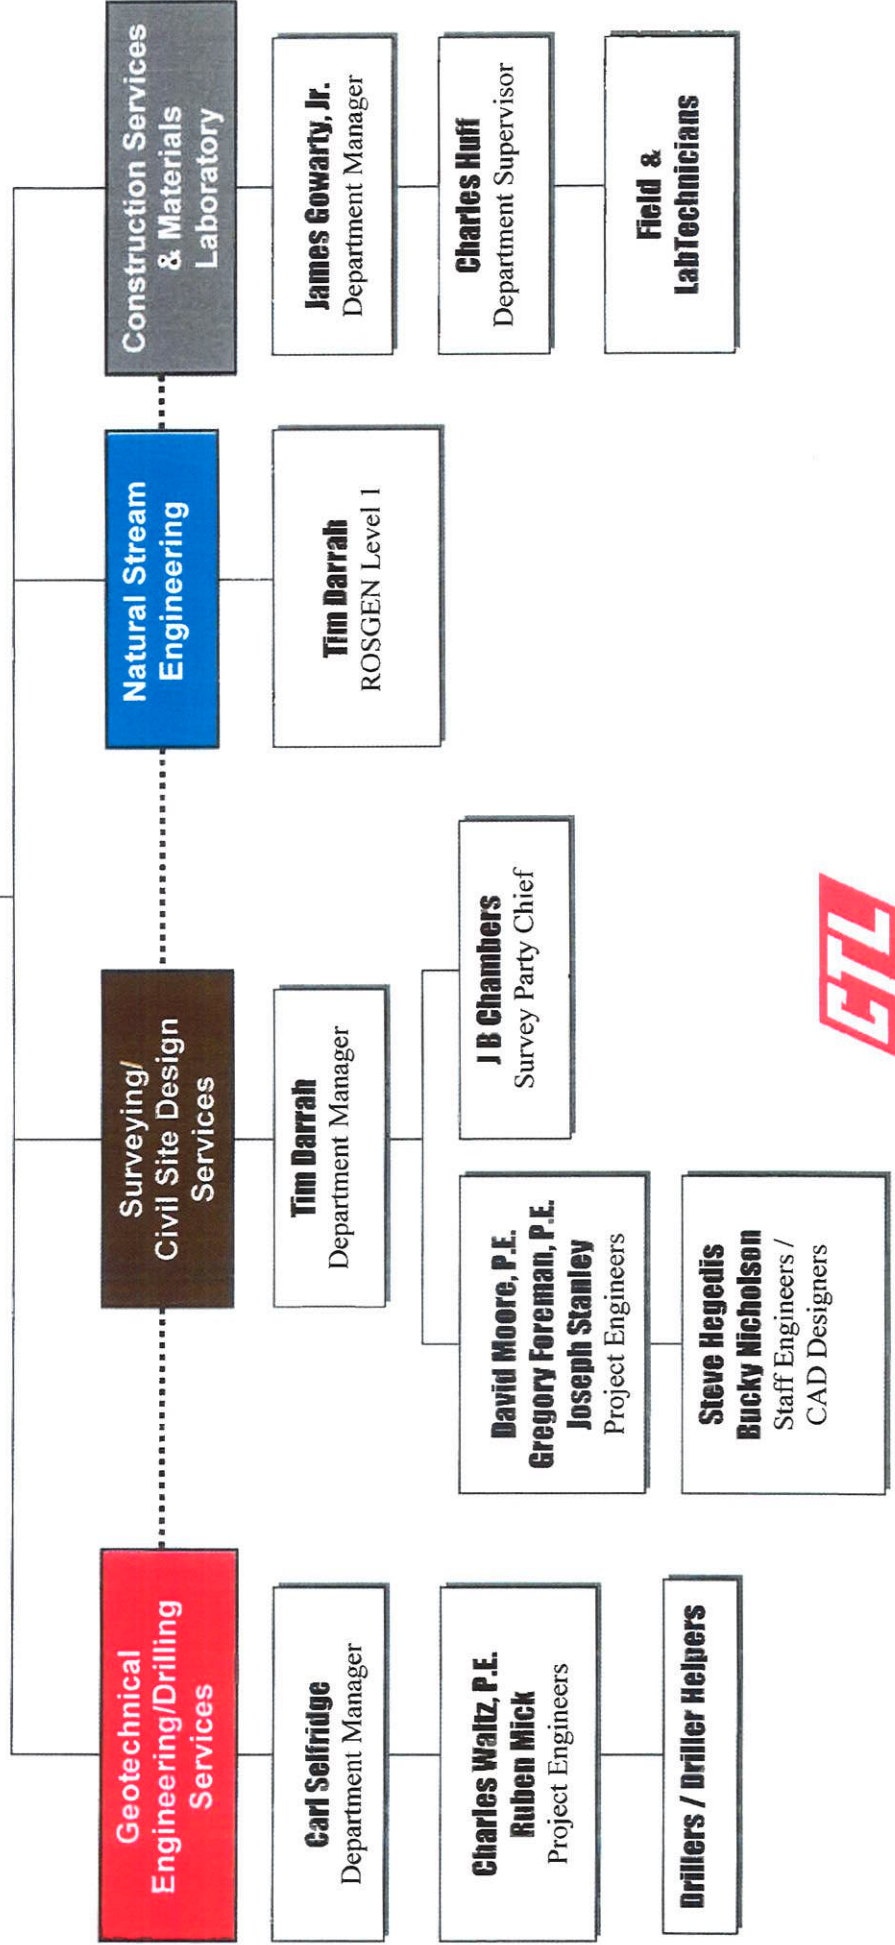 Geotechnical
Engineering/Drilling
Services
Surveying/
Civil Site Design
Services
Natural Stream
Engineering
Construction Services
& Materials
Laboratory
Carl Selfridge
Department Manager
Charles Waltz, P.E.
Ruben Mick
Project Engineers
Drillers / Driller Helpers
Tim Darrah
Department Manager
David Moore, P.E.
Gregory Foreman, P.E.
Joseph Stanley
Project Engineers
Steve Hegedis
Bucky Nicholson
Staff Engineers /
CAD Designers
J B Chambers
Survey Party Chief
Tim Darrah
ROSGEN Level 1
James Gowarty, Jr.
Department Manager
Charles Huff
Department Supervisor
Field &
LabTechnicians
CTL